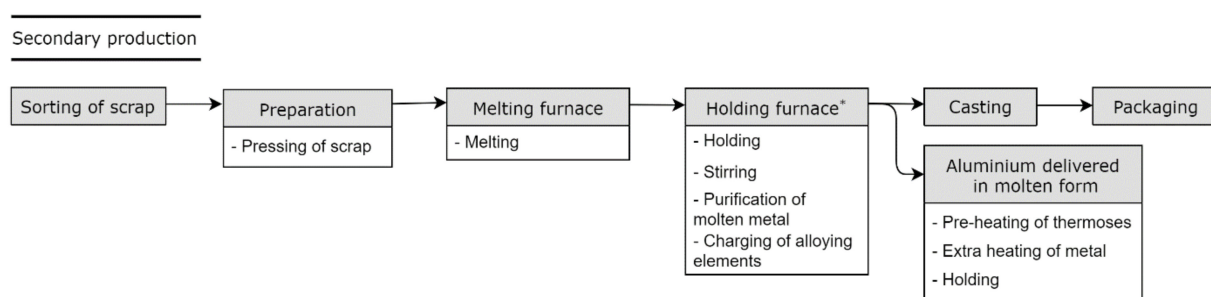 Secondary production
Sorting of scrap
Preparation
- Pressing of scrap
Melting furnace
- Melting
Holding furnace*
- Holding
- Stirring
- Purification of
molten metal
- Charging of alloying
elements
Casting
Packaging
Aluminium delivered
in molten form
- Pre-heating of thermoses
- Extra heating of metal
- Holding